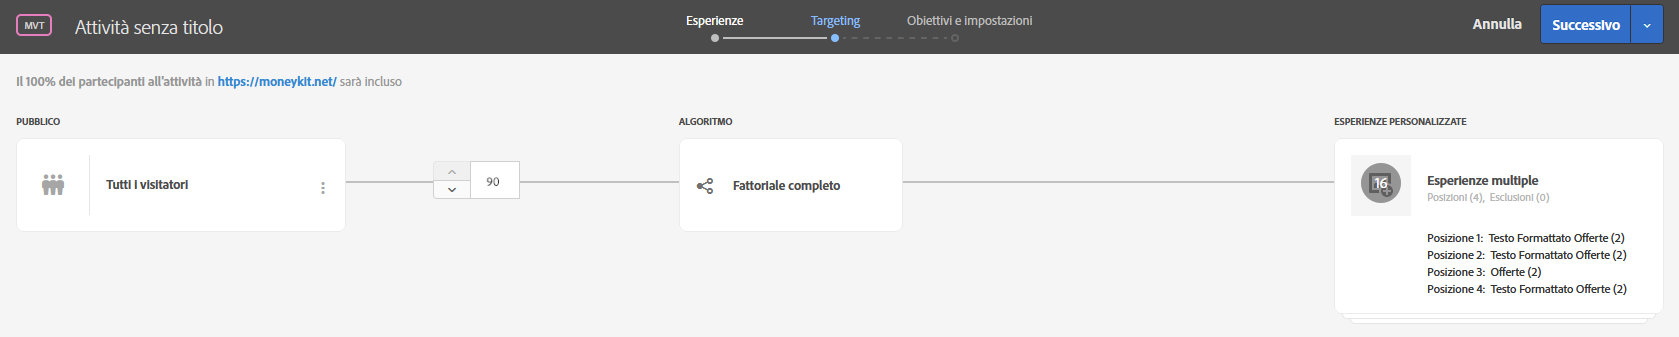 MVT
Attività senza titolo
Esperienze
Targeting
Obiettivi e impostazioni
Annulla
Successivo
Il 100% dei partecipanti all'attività in https://moneykit.net/ sarà incluso
PUBBLICO
ALGORITMO
ESPERIENZE PERSONALIZZATE
Tutti i visitatori
90
Fattoriale completo
16
Esperienze multiple
Posizioni (4), Esclusioni (0)
Posizione 1: Testo Formattato Offerte (2)
Posizione 2: Testo Formattato Offerte (2)
Posizione 3: Offerte (2)
Posizione 4: Testo Formattato Offerte (2)